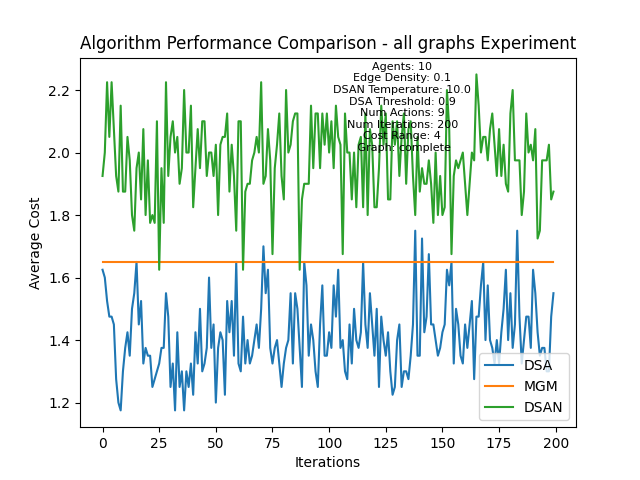 Algorithm Performance Comparison - all graphs Experiment
Agents: 10
Edge Density: 0.1
DSAN Temperature: 10.0
DSA Threshold: 0.9
Num Actions: 9
Num Iterations: 200
Cost Range: 4
Graph: complete
Average Cost
2.2
2.0
1.8
1.6
1.4
1.2
DSA
MGM
DSAN
0
25
50
75
100
125
150
175
200
Iterations